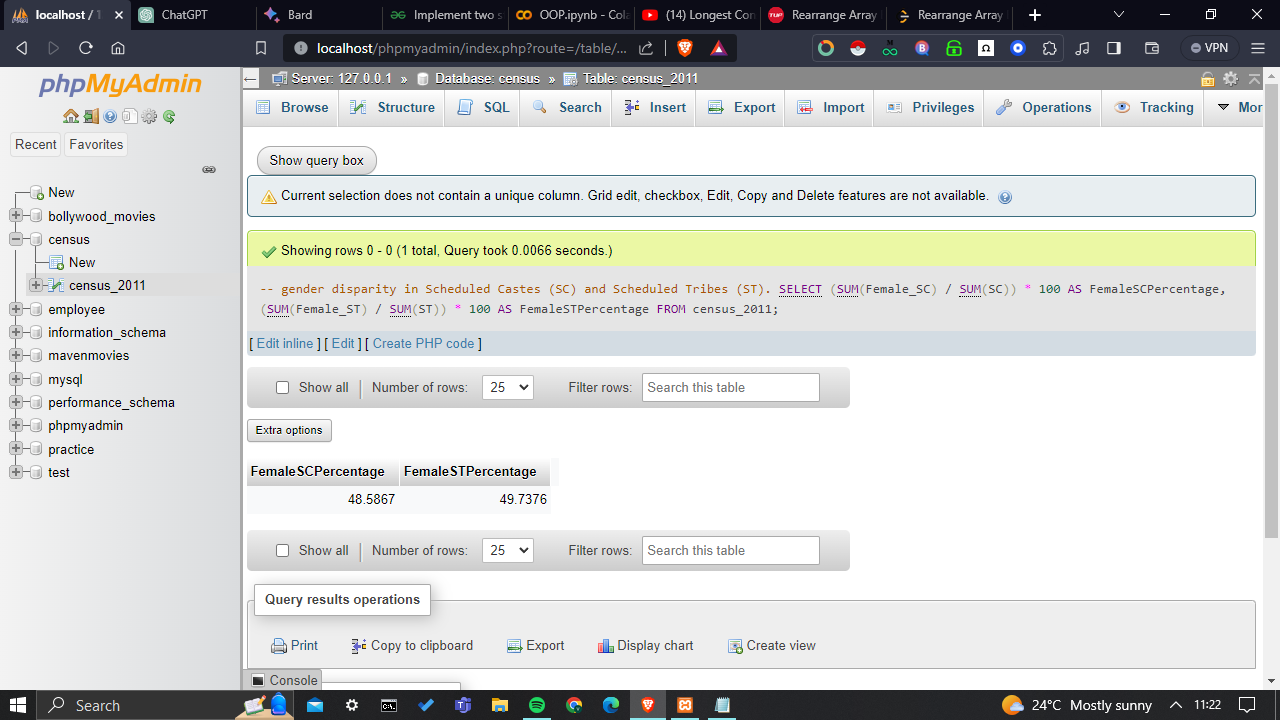 localhost / 1
ChatGPT
Bard
Implement two s
OOP.ipynb - Cola
(14) Longest Con
Rearrange Array
Rearrange Array
localhost/phpmyadmin/index.php?route=/table/...
VPN
phpMyAdmin
Recent
Favorites
New
bollywood_movies
census
New
census_2011
employee
information_schema
mavenmovies
mysql
performance_schema
phpmyadmin
practice
test
Server: 127.0.0.1 » Database: census » Table: census_2011
Browse
Structure
SQL
Search
Insert
Export
Import
Privileges
Operations
Tracking
Mor
Show query box
Current selection does not contain a unique column. Grid edit, checkbox, Edit, Copy and Delete features are not available.
Showing rows 0 - 0 (1 total, Query took 0.0066 seconds.)
-- gender disparity in Scheduled Castes (SC) and Scheduled Tribes (ST). SELECT (SUM(Female_SC) / SUM(SC)) * 100 AS FemaleSCPercentage,
(SUM(Female_ST) / SUM(ST)) * 100 AS FemaleSTPercentage FROM census_2011;
[ Edit inline ] [ Edit ] [ Create PHP code ]
Show all
Number of rows:
25
Filter rows:
Search this table
Extra options
FemaleSCPercentage FemaleSTPercentage
48.5867 49.7376
Show all
Number of rows:
25
Filter rows:
Search this table
Query results operations
Print
Copy to clipboard
Export
Display chart
Create view
Console
Search
24°C Mostly sunny
11:22